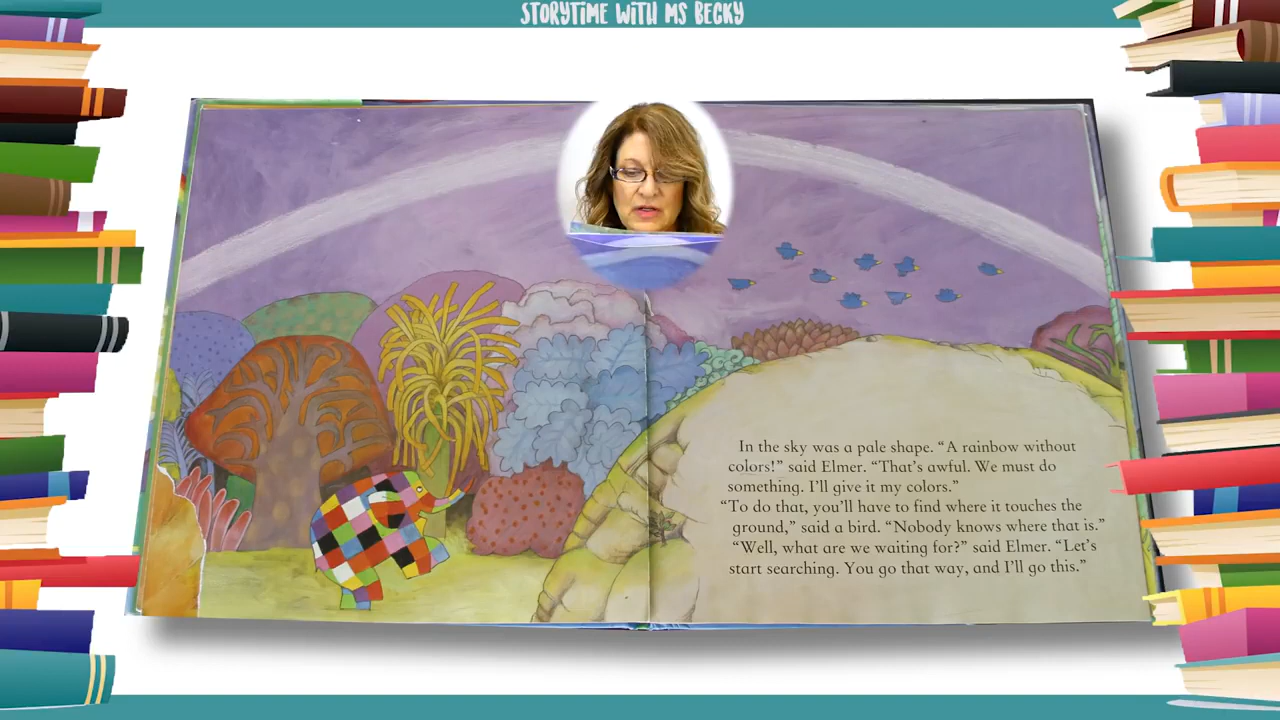 STORYTIME WITH MS BECKY
In the sky was a pale shape. “A rainbow without
colors!” said Elmer. “That’s awful. We must do
something. I’ll give it my colors.”
“To do that, you’ll have to find where it touches the
ground,” said a bird. “Nobody knows where that is.”
“Well, what are we waiting for?” said Elmer. “Let’s
start searching. You go that way, and I’ll go this.”